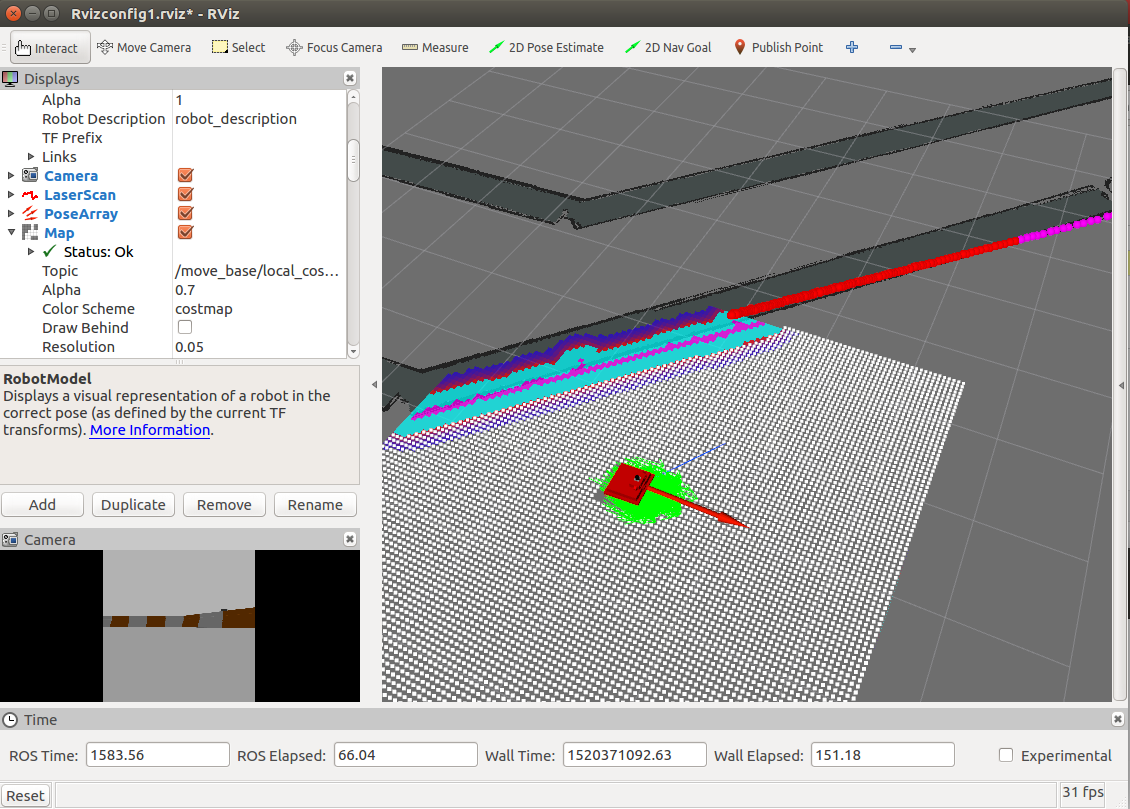 Rvizconfig1.rviz* - RViz
Interact Move Camera Select Focus Camera Measure 2D Pose Estimate 2D Nav Goal Publish Point
Displays
Alpha 1
Robot Description robot_description
TF Prefix
Links
Camera
LaserScan
PoseArray
Map
Status: Ok
Topic /move_base/local_cos...
Alpha 0.7
Color Scheme costmap
Draw Behind
Resolution 0.05
RobotModel
Displays a visual representation of a robot in the
correct pose (as defined by the current TF
transforms). More Information.
Add Duplicate Remove Rename
Camera
Time
ROS Time: 1583.56 ROS Elapsed: 66.04 Wall Time: 1520371092.63 Wall Elapsed: 151.18 Experimental
Reset 31 fps